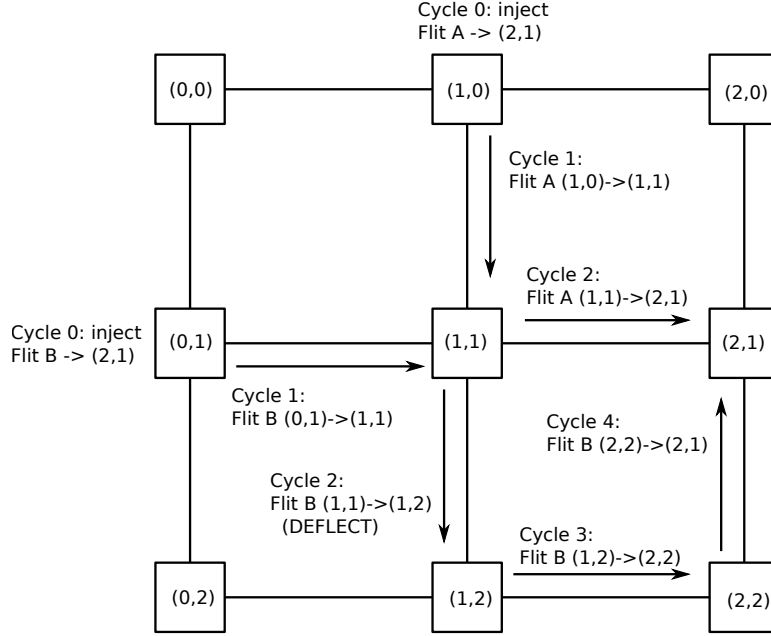 Cycle 0: inject
Flit A -> (2,1)
(0,0)
(1,0)
(2,0)
Cycle 1:
Flit A (1,0)->(1,1)
Cycle 2:
Flit A (1,1)->(2,1)
Cycle 0: inject
Flit B -> (2,1)
(0,1)
(1,1)
(2,1)
Cycle 1:
Flit B (0,1)->(1,1)
Cycle 4:
Flit B (2,2)->(2,1)
Cycle 2:
Flit B (1,1)->(1,2)
(DEFLECT)
Cycle 3:
Flit B (1,2)->(2,2)
(0,2)
(1,2)
(2,2)